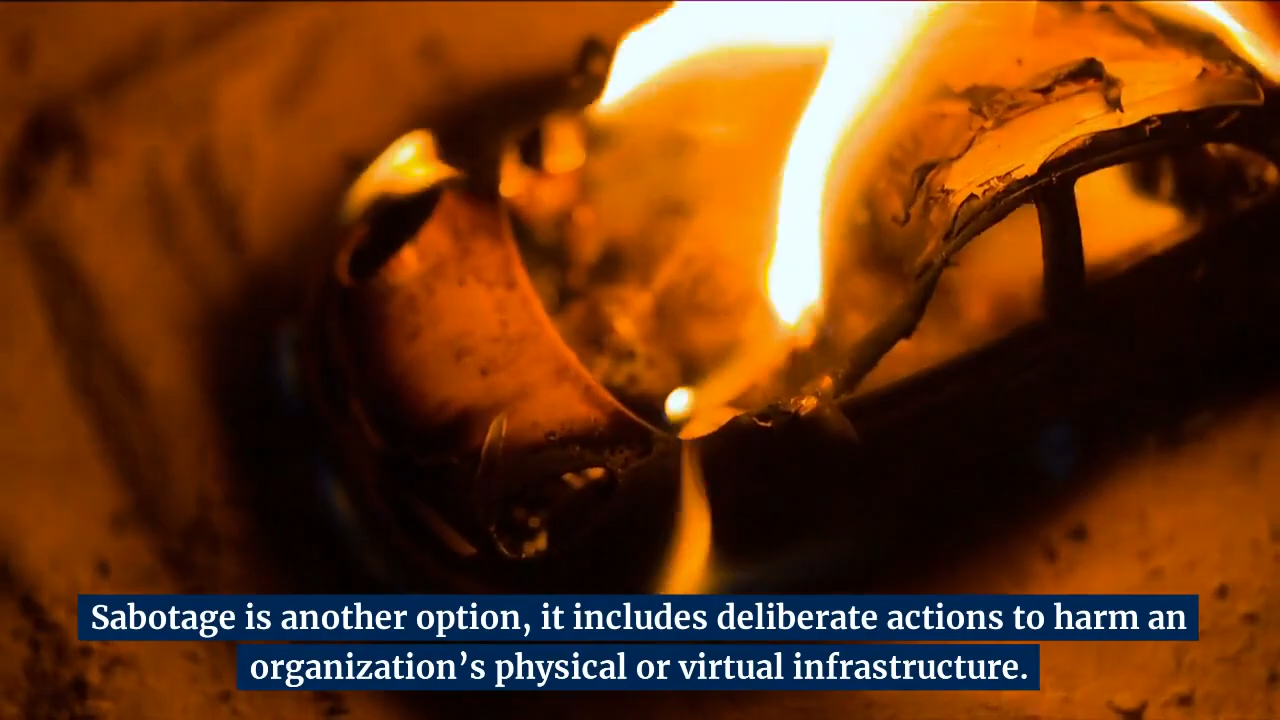 Sabotage is another option, it includes deliberate actions to harm an
organization’s physical or virtual infrastructure.